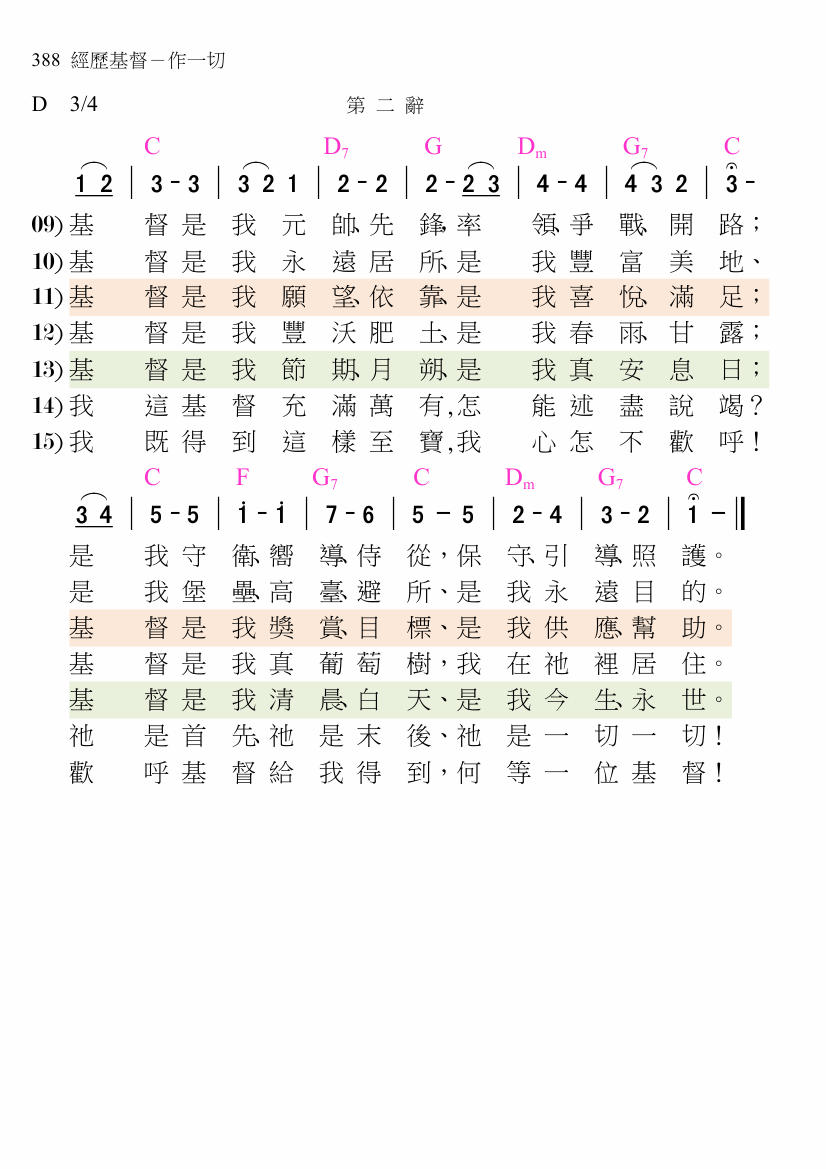 388 經歷基督－作一切
D 3/4 第 二 辭
C D7 G Dm G7 C
1 2 | 3 - 3 | 3 2 1 | 2 - 2 | 2 - 2 3 | 4 - 4 | 4 3 2 | 3 -
09) 基 督 是 我 元 帥、先 鋒，率 領、爭 戰、開 路；
10) 基 督 是 我 永 遠 居 所、是 我 豐 富 美 地、
11) 基 督 是 我 願 望、依 靠、是 我 喜 悅、滿 足；
12) 基 督 是 我 豐 沃 肥 土、是 我 春 雨、甘 露；
13) 基 督 是 我 節 期、月 朔、是 我 真 安 息 日；
14) 我 這 基 督 充 滿 萬 有，怎 能 述 盡 說 竭？
15) 我 既 得 到 這 樣 至 寶，我 心 怎 不 歡 呼！
C F G7 C Dm G7 C
3 4 | 5 - 5 | i - i | 7 - 6 | 5 － 5 | 2 - 4 | 3 - 2 | i － ‖
是 我 守 衛、嚮 導、侍 從，保 守、引 導、照 護。
是 我 堡 壘、高 臺、避 所、是 我 永 遠 目 的。
基 督 是 我 獎 賞、目 標、是 我 供 應、幫 助。
基 督 是 我 真 葡 萄 樹，我 在 祂 裡 居 住。
基 督 是 我 清 晨、白 天、是 我 今 生、永 世。
祂 是 首 先、祂 是 末 後、祂 是 一 切 一 切！
歡 呼 基 督 給 我 得 到，何 等 一 位 基 督！